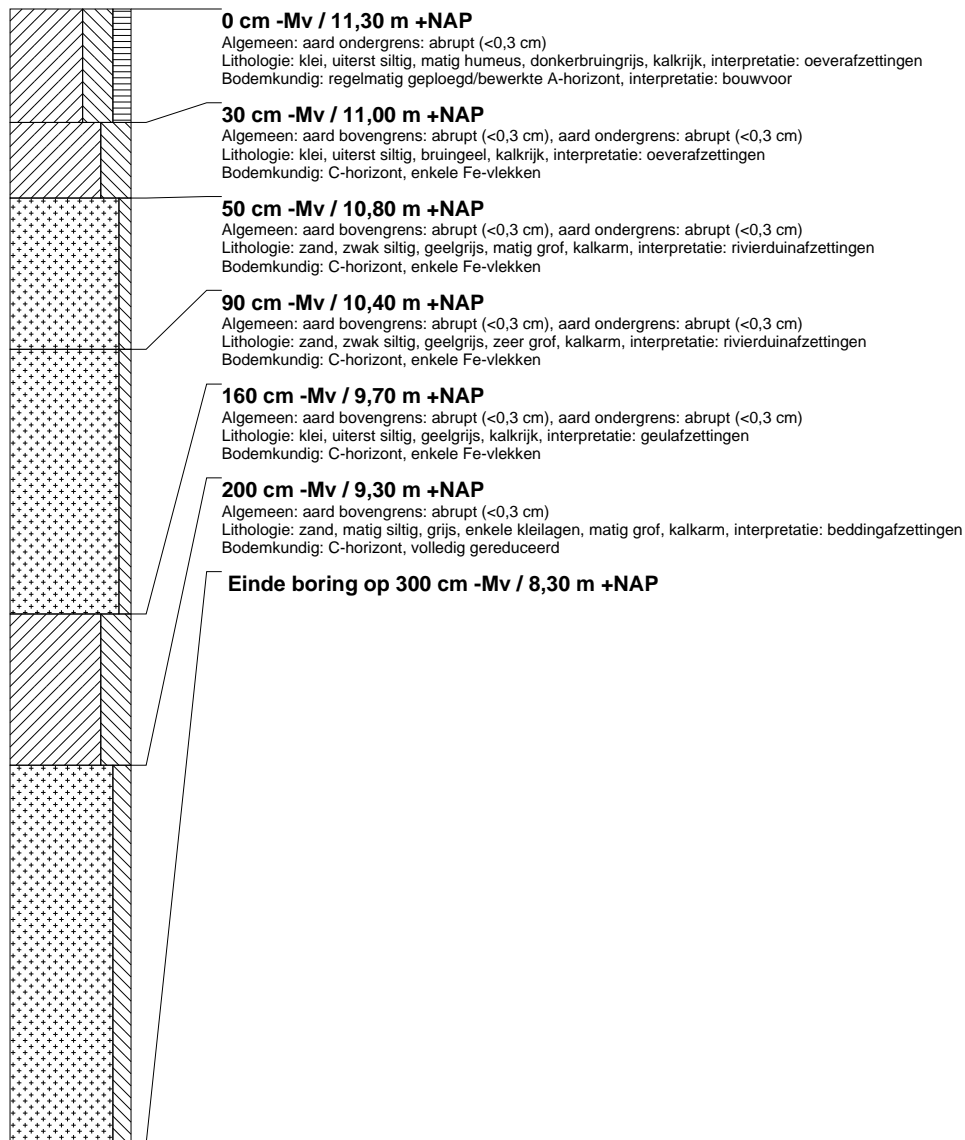 0 cm -Mv / 11,30 m +NAP
Algemeen: aard ondergrens: abrupt (<0,3 cm)
Lithologie: klei, uiterst siltig, matig humeus, donkerbruingrijs, kalkrijk, interpretatie: oeverafzettingen
Bodemkundig: regelmatig geploegd/bewerkte A-horizont, interpretatie: bouwvoor
30 cm -Mv / 11,00 m +NAP
Algemeen: aard bovengrens: abrupt (<0,3 cm), aard ondergrens: abrupt (<0,3 cm)
Lithologie: klei, uiterst siltig, bruingeel, kalkrijk, interpretatie: oeverafzettingen
Bodemkundig: C-horizont, enkele Fe-vlekken
50 cm -Mv / 10,80 m +NAP
Algemeen: aard bovengrens: abrupt (<0,3 cm), aard ondergrens: abrupt (<0,3 cm)
Lithologie: zand, zwak siltig, geelgrijs, matig grof, kalkarm, interpretatie: rivierduinafzettingen
Bodemkundig: C-horizont, enkele Fe-vlekken
90 cm -Mv / 10,40 m +NAP
Algemeen: aard bovengrens: abrupt (<0,3 cm), aard ondergrens: abrupt (<0,3 cm)
Lithologie: zand, zwak siltig, geelgrijs, zeer grof, kalkarm, interpretatie: rivierduinafzettingen
Bodemkundig: C-horizont, enkele Fe-vlekken
160 cm -Mv / 9,70 m +NAP
Algemeen: aard bovengrens: abrupt (<0,3 cm), aard ondergrens: abrupt (<0,3 cm)
Lithologie: klei, uiterst siltig, geelgrijs, kalkrijk, interpretatie: geulafzettingen
Bodemkundig: C-horizont, enkele Fe-vlekken
200 cm -Mv / 9,30 m +NAP
Algemeen: aard bovengrens: abrupt (<0,3 cm)
Lithologie: zand, matig siltig, grijs, enkele kleilagen, matig grof, kalkarm, interpretatie: beddingafzettingen
Bodemkundig: C-horizont, volledig gereduceerd
Einde boring op 300 cm -Mv / 8,30 m +NAP